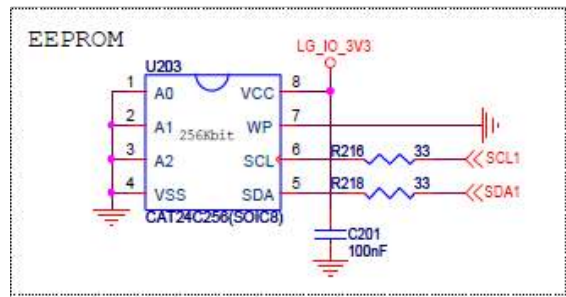 EEPROM
LG_IO_3V3
U203
1 A0 VCC 8
2 A1 256Kbit WP 7
3 A2 SCL 6 R216 33 SCL1
4 VSS SDA 5 R218 33 SDA1
CAT24C256(SOIC8)
C201
100nF